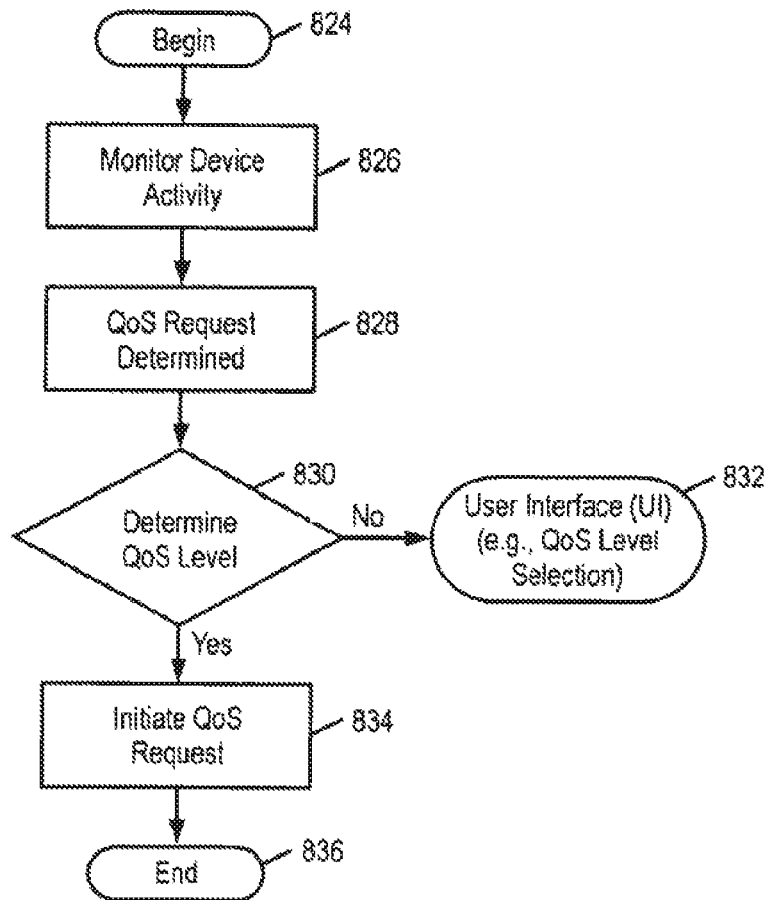 Begin
824
Monitor Device
Activity
826
QoS Request
Determined
828
830
Determine
QoS Level
No
832
User Interface (UI)
(e.g., QoS Level
Selection)
Yes
Initiate QoS
Request
834
End
836